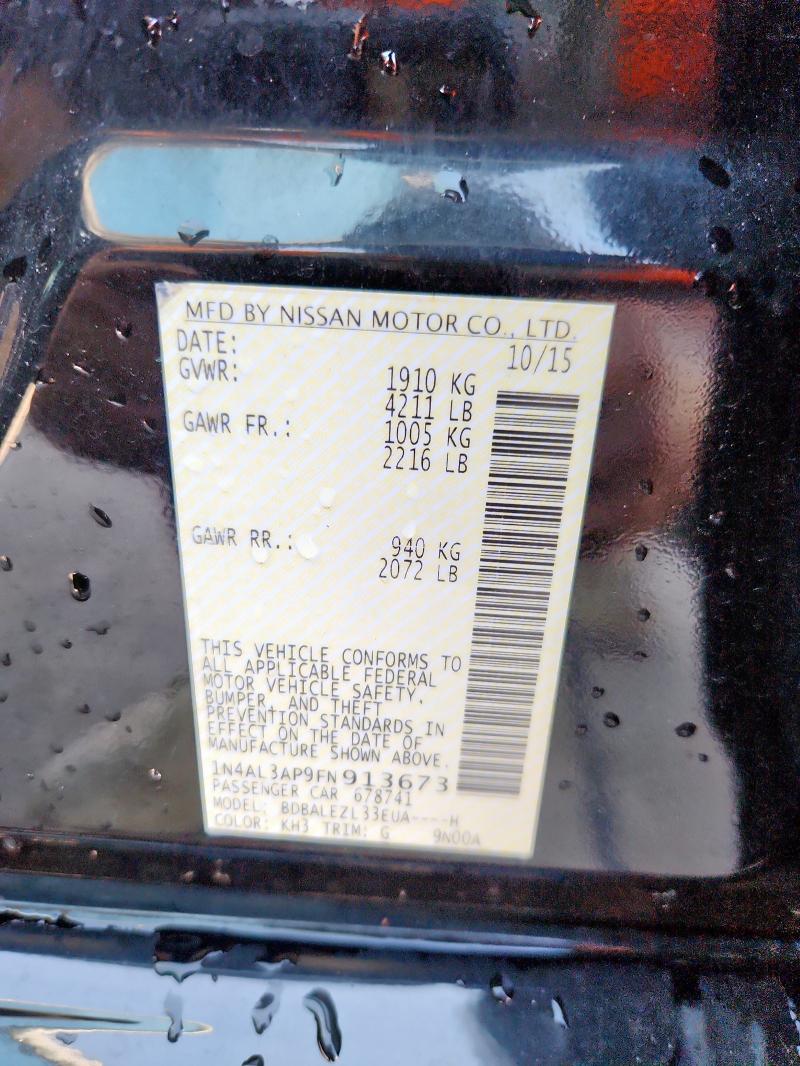 MFD BY NISSAN MOTOR CO., LTD.
DATE: 10/15
GVWR: 1910 KG
4211 LB
GAWR FR.: 1005 KG
2216 LB
GAWR RR.: 940 KG
2072 LB
THIS VEHICLE CONFORMS TO
ALL APPLICABLE FEDERAL
MOTOR VEHICLE SAFETY,
BUMPER, AND THEFT
PREVENTION STANDARDS IN
EFFECT ON THE DATE OF
MANUFACTURE SHOWN ABOVE.
1N4AL3AP9FN913673
PASSENGER CAR 678741
MODEL: BDBALEZL33EUA----H
COLOR: KH3 TRIM: G 9N00A